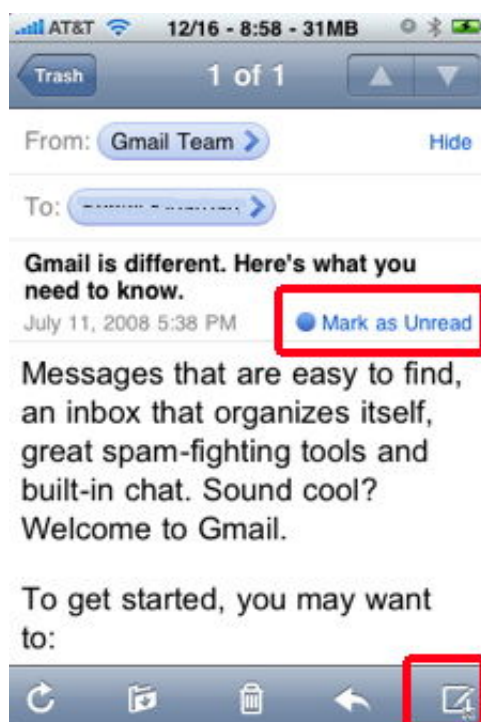 AT&T 12/16 - 8:58 - 31MB
Trash 1 of 1
From: Gmail Team Hide
To:
Gmail is different. Here's what you
need to know.
July 11, 2008 5:38 PM Mark as Unread
Messages that are easy to find,
an inbox that organizes itself,
great spam-fighting tools and
built-in chat. Sound cool?
Welcome to Gmail.
To get started, you may want
to: